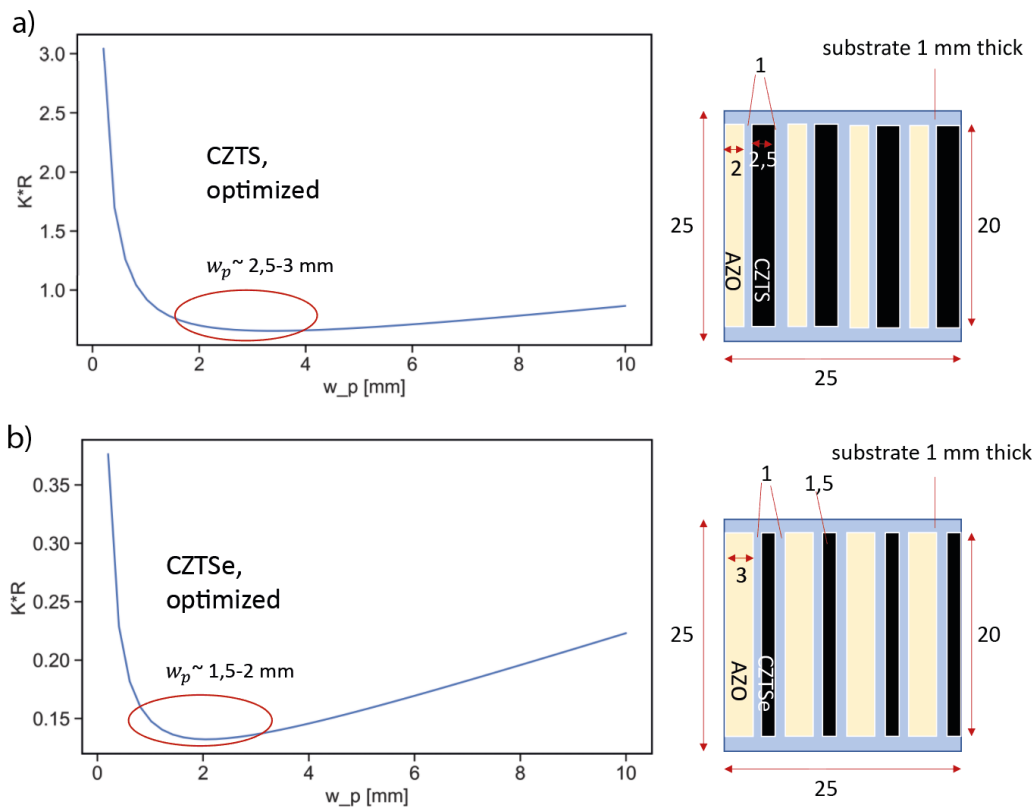 a)
3.0
2.5
2.0
1.5
1.0
K*R
CZTS,
optimized
w_p ~ 2,5-3 mm
0
2
4
6
8
10
w_p [mm]
substrate 1 mm thick
1
2
2,5
25
20
AZO
CZTS
25
b)
0.35
0.30
0.25
0.20
0.15
K*R
CZTSe,
optimized
w_p ~ 1,5-2 mm
0
2
4
6
8
10
w_p [mm]
substrate 1 mm thick
1
1,5
3
25
20
AZO
CZTSe
25